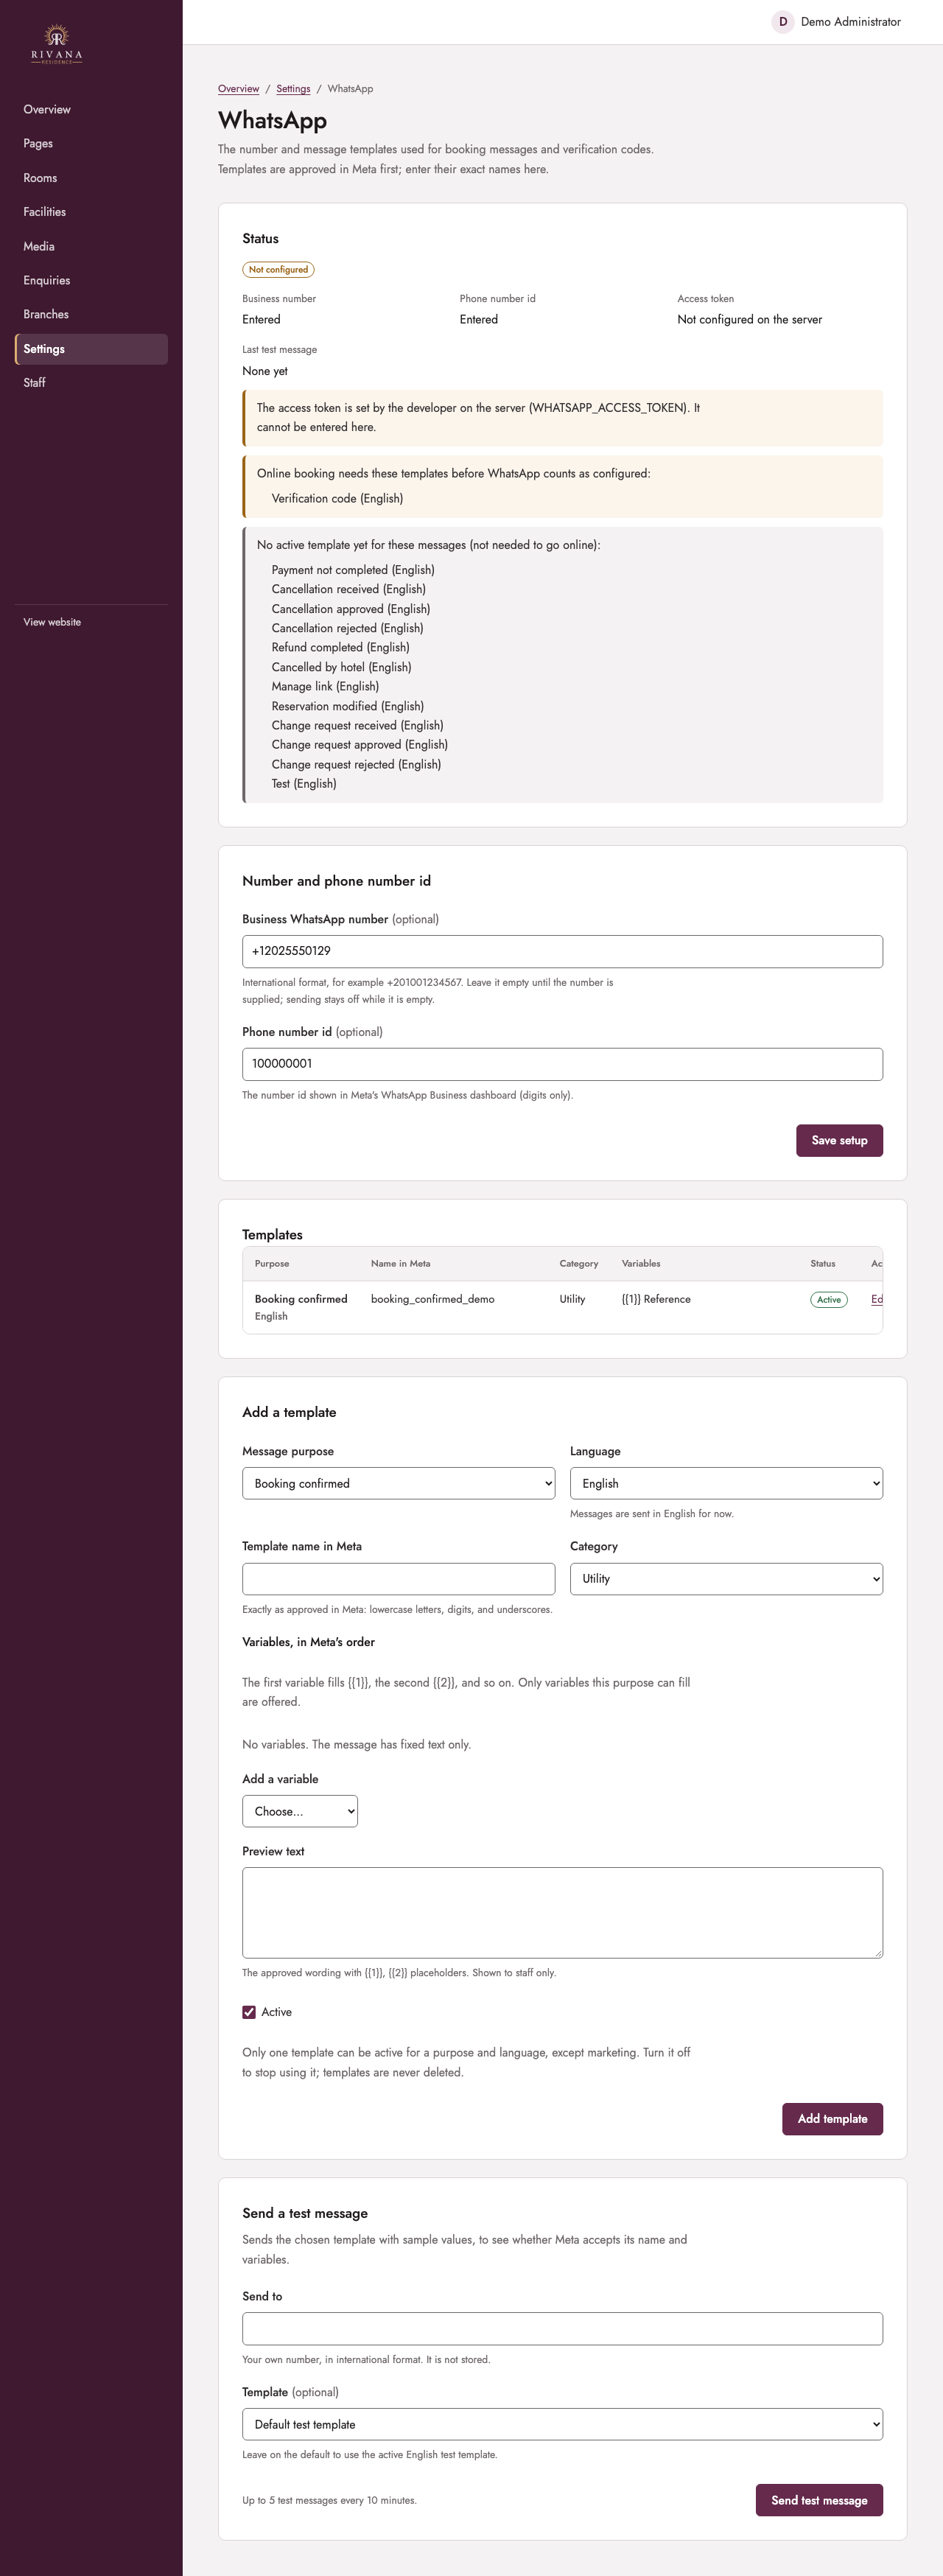 RIVANA
RESIDENCE
Overview
Pages
Rooms
Facilities
Media
Enquiries
Branches
Settings
Staff
View website
D Demo Administrator
Overview / Settings / WhatsApp
WhatsApp
The number and message templates used for booking messages and verification codes.
Templates are approved in Meta first; enter their exact names here.
Status
Not configured
Business number
Entered
Phone number id
Entered
Access token
Not configured on the server
Last test message
None yet
The access token is set by the developer on the server (WHATSAPP_ACCESS_TOKEN). It
cannot be entered here.
Online booking needs these templates before WhatsApp counts as configured:
Verification code (English)
No active template yet for these messages (not needed to go online):
Payment not completed (English)
Cancellation received (English)
Cancellation approved (English)
Cancellation rejected (English)
Refund completed (English)
Cancelled by hotel (English)
Manage link (English)
Reservation modified (English)
Change request received (English)
Change request approved (English)
Change request rejected (English)
Test (English)
Number and phone number id
Business WhatsApp number (optional)
+12025550129
International format, for example +201001234567. Leave it empty until the number is
supplied; sending stays off while it is empty.
Phone number id (optional)
100000001
The number id shown in Meta's WhatsApp Business dashboard (digits only).
Save setup
Templates
Purpose Name in Meta Category Variables Status Ac
Booking confirmed booking_confirmed_demo Utility {{1}} Reference Active Ed
English
Add a template
Message purpose
Booking confirmed
Language
English
Messages are sent in English for now.
Template name in Meta
Exactly as approved in Meta: lowercase letters, digits, and underscores.
Category
Utility
Variables, in Meta's order
The first variable fills {{1}}, the second {{2}}, and so on. Only variables this purpose can fill
are offered.
No variables. The message has fixed text only.
Add a variable
Choose...
Preview text
The approved wording with {{1}}, {{2}} placeholders. Shown to staff only.
Active
Only one template can be active for a purpose and language, except marketing. Turn it off
to stop using it; templates are never deleted.
Add template
Send a test message
Sends the chosen template with sample values, to see whether Meta accepts its name and
variables.
Send to
Your own number, in international format. It is not stored.
Template (optional)
Default test template
Leave on the default to use the active English test template.
Up to 5 test messages every 10 minutes.
Send test message